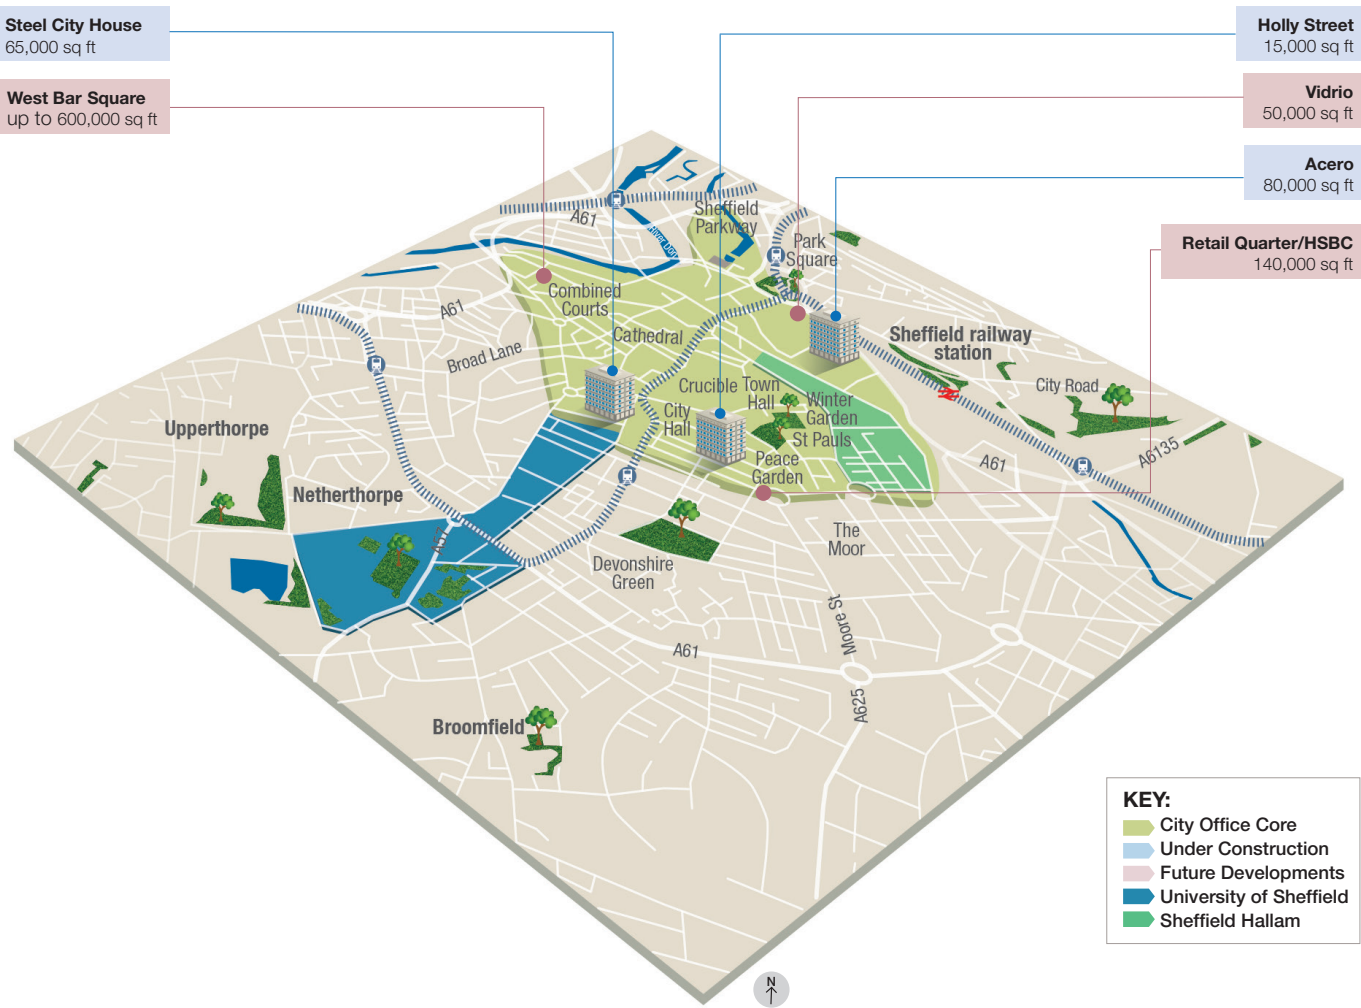 Steel City House
65,000 sq ft
West Bar Square
up to 600,000 sq ft
Holly Street
15,000 sq ft
Vidrio
50,000 sq ft
Acero
80,000 sq ft
Retail Quarter/HSBC
140,000 sq ft
A61
River Don
Sheffield
Parkway
Park
Square
Combined
Courts
A61
Cathedral
Broad Lane
Sheffield railway
station
City Road
Crucible
Town
Hall
Winter
Garden
City
Hall
St Pauls
Peace
Garden
A61
A6135
Upperthorpe
Netherthorpe
A57
The
Moor
Devonshire
Green
Moore St
A61
A625
Broomfield
KEY:
City Office Core
Under Construction
Future Developments
University of Sheffield
Sheffield Hallam
N